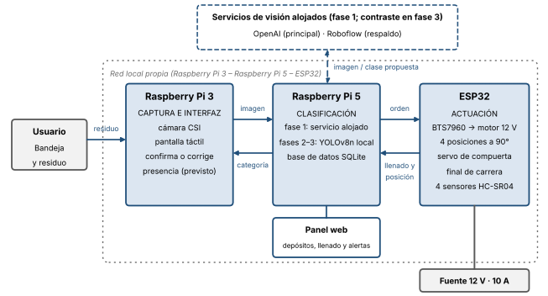 Servicios de visión alojados (fase 1; contraste en fase 3)
OpenAI (principal) · Roboflow (respaldo)
imagen / clase propuesta
Red local propia (Raspberry Pi 3 – Raspberry Pi 5 – ESP32)
Usuario
Bandeja
y residuo
residuo
Raspberry Pi 3
CAPTURA E INTERFAZ
cámara CSI
pantalla táctil
confirma o corrige
presencia (previsto)
imagen
categoría
Raspberry Pi 5
CLASIFICACIÓN
fase 1: servicio alojado
fases 2–3: YOLOv8n local
base de datos SQLite
orden
llenado y
posición
ESP32
ACTUACIÓN
BTS7960 → motor 12 V
4 posiciones a 90°
servo de compuerta
final de carrera
4 sensores HC-SR04
Panel web
depósitos, llenado y alertas
Fuente 12 V · 10 A